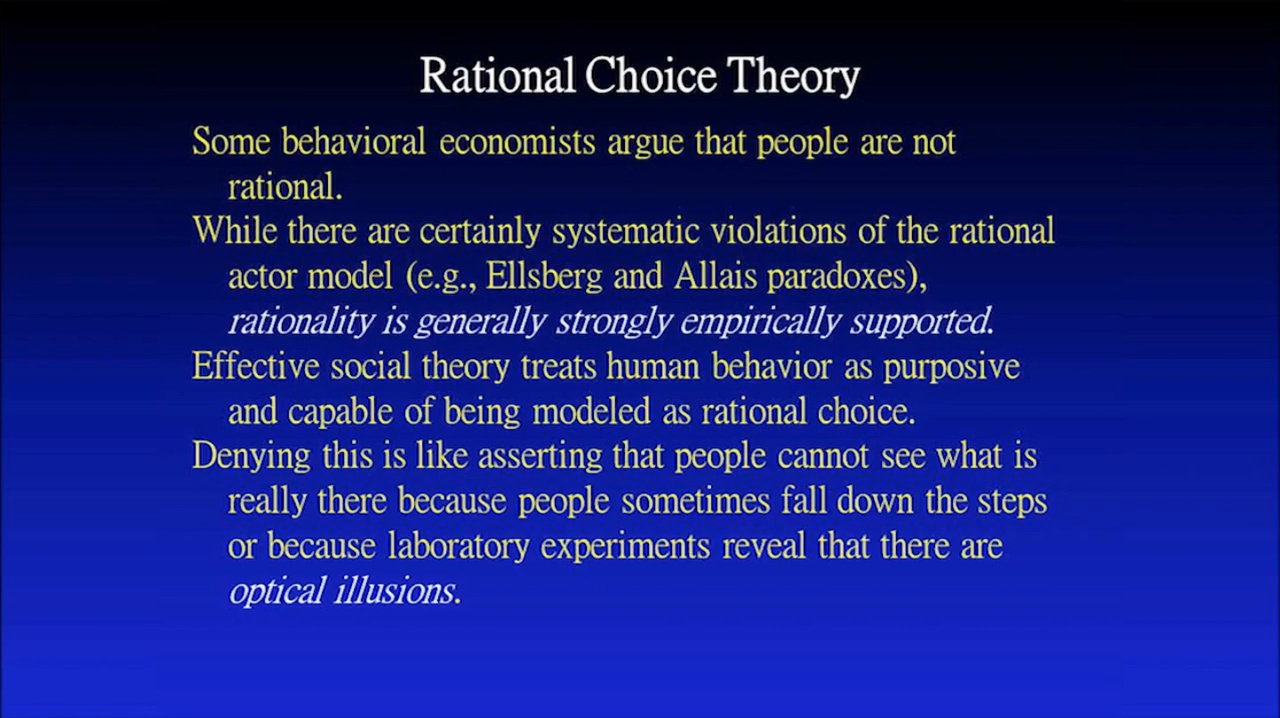 Rational Choice Theory
Some behavioral economists argue that people are not
rational.
While there are certainly systematic violations of the rational
actor model (e.g., Ellsberg and Allais paradoxes),
rationality is generally strongly empirically supported.
Effective social theory treats human behavior as purposive
and capable of being modeled as rational choice.
Denying this is like asserting that people cannot see what is
really there because people sometimes fall down the steps
or because laboratory experiments reveal that there are
optical illusions.